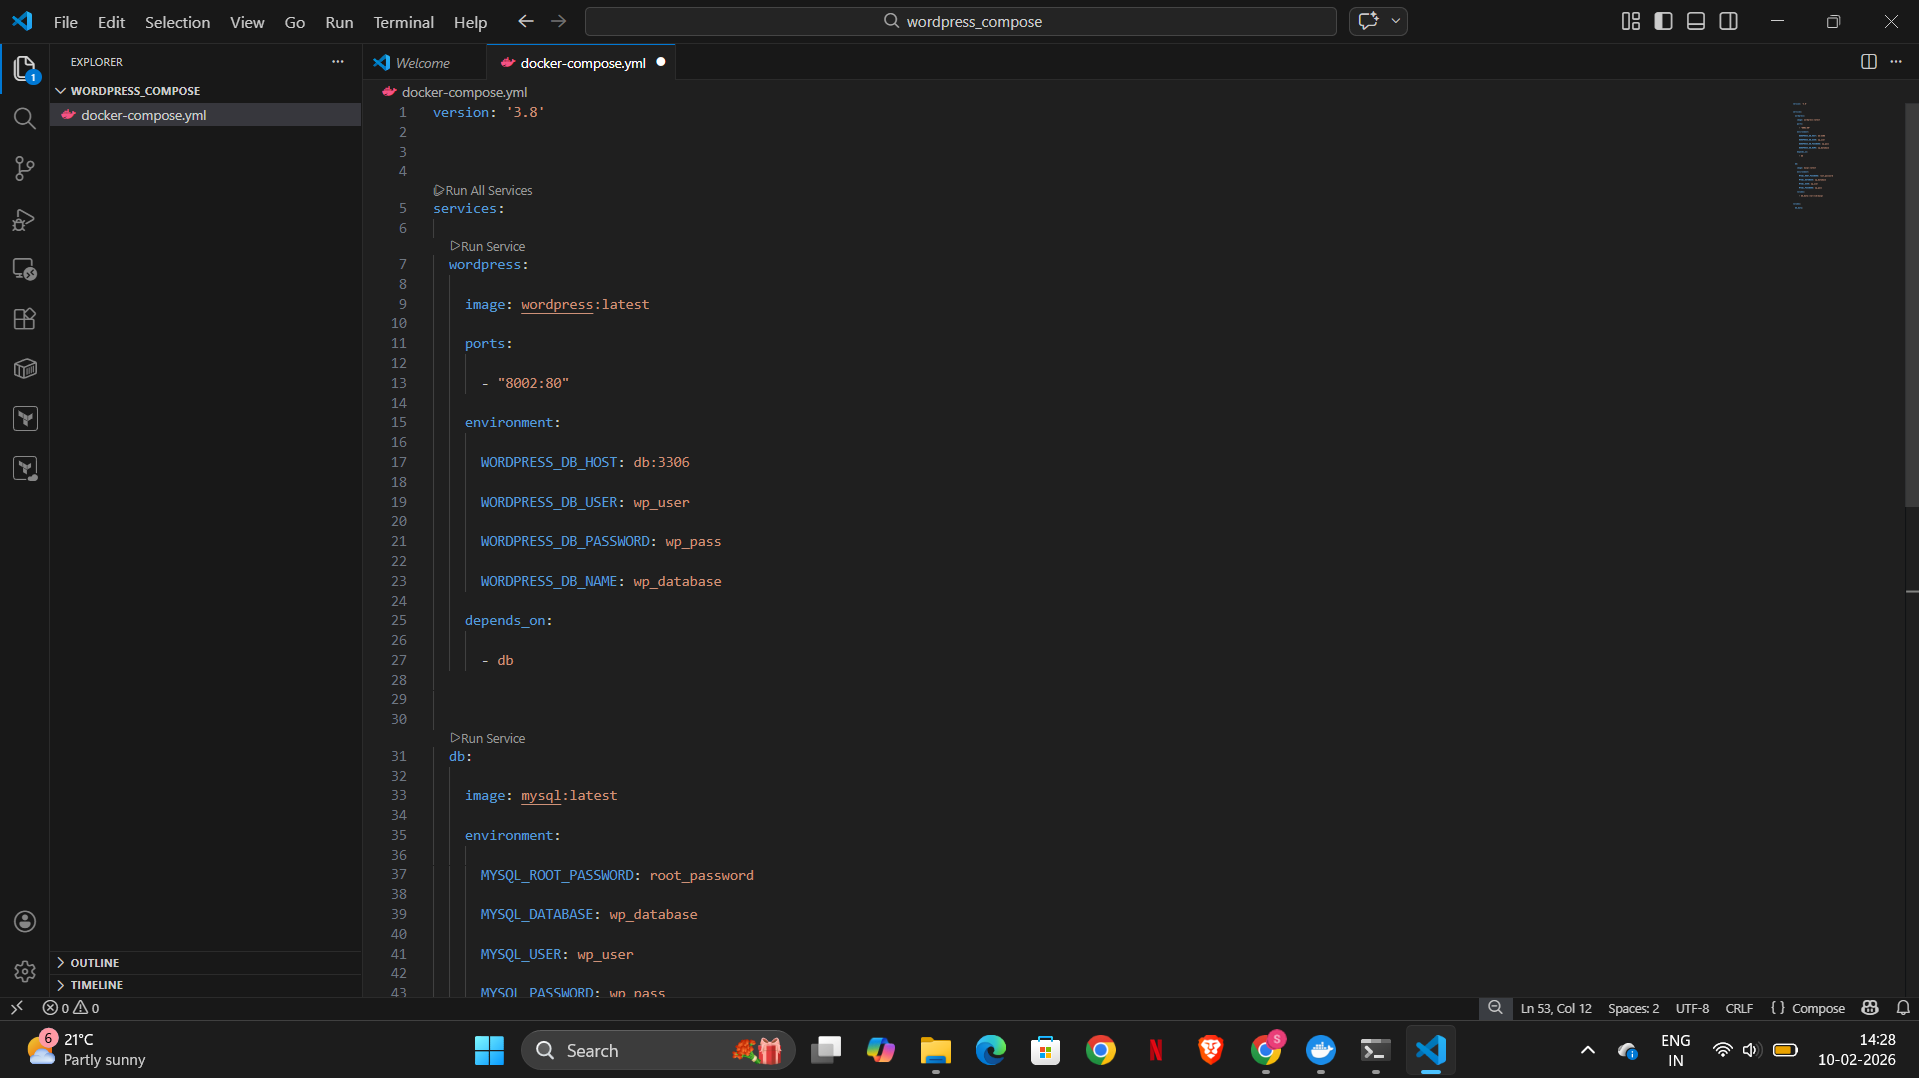 File Edit Selection View Go Run Terminal Help
wordpress_compose
EXPLORER
Welcome
docker-compose.yml
1
WORDPRESS_COMPOSE
docker-compose.yml
docker-compose.yml
1 version: '3.8'
2
3
4
Run All Services
5 services:
6
Run Service
7 wordpress:
8
9 image: wordpress:latest
10
11 ports:
12
13 - "8002:80"
14
15 environment:
16
17 WORDPRESS_DB_HOST: db:3306
18
19 WORDPRESS_DB_USER: wp_user
20
21 WORDPRESS_DB_PASSWORD: wp_pass
22
23 WORDPRESS_DB_NAME: wp_database
24
25 depends_on:
26
27 - db
28
29
30
Run Service
31 db:
32
33 image: mysql:latest
34
35 environment:
36
37 MYSQL_ROOT_PASSWORD: root_password
38
39 MYSQL_DATABASE: wp_database
40
41 MYSQL_USER: wp_user
42
43 MYSQL_PASSWORD: wp_pass
OUTLINE
TIMELINE
0 0
Ln 53, Col 12 Spaces: 2 UTF-8 CRLF {} Compose
6
21°C
Partly sunny
Search
S
ENG
IN
14:28
10-02-2026